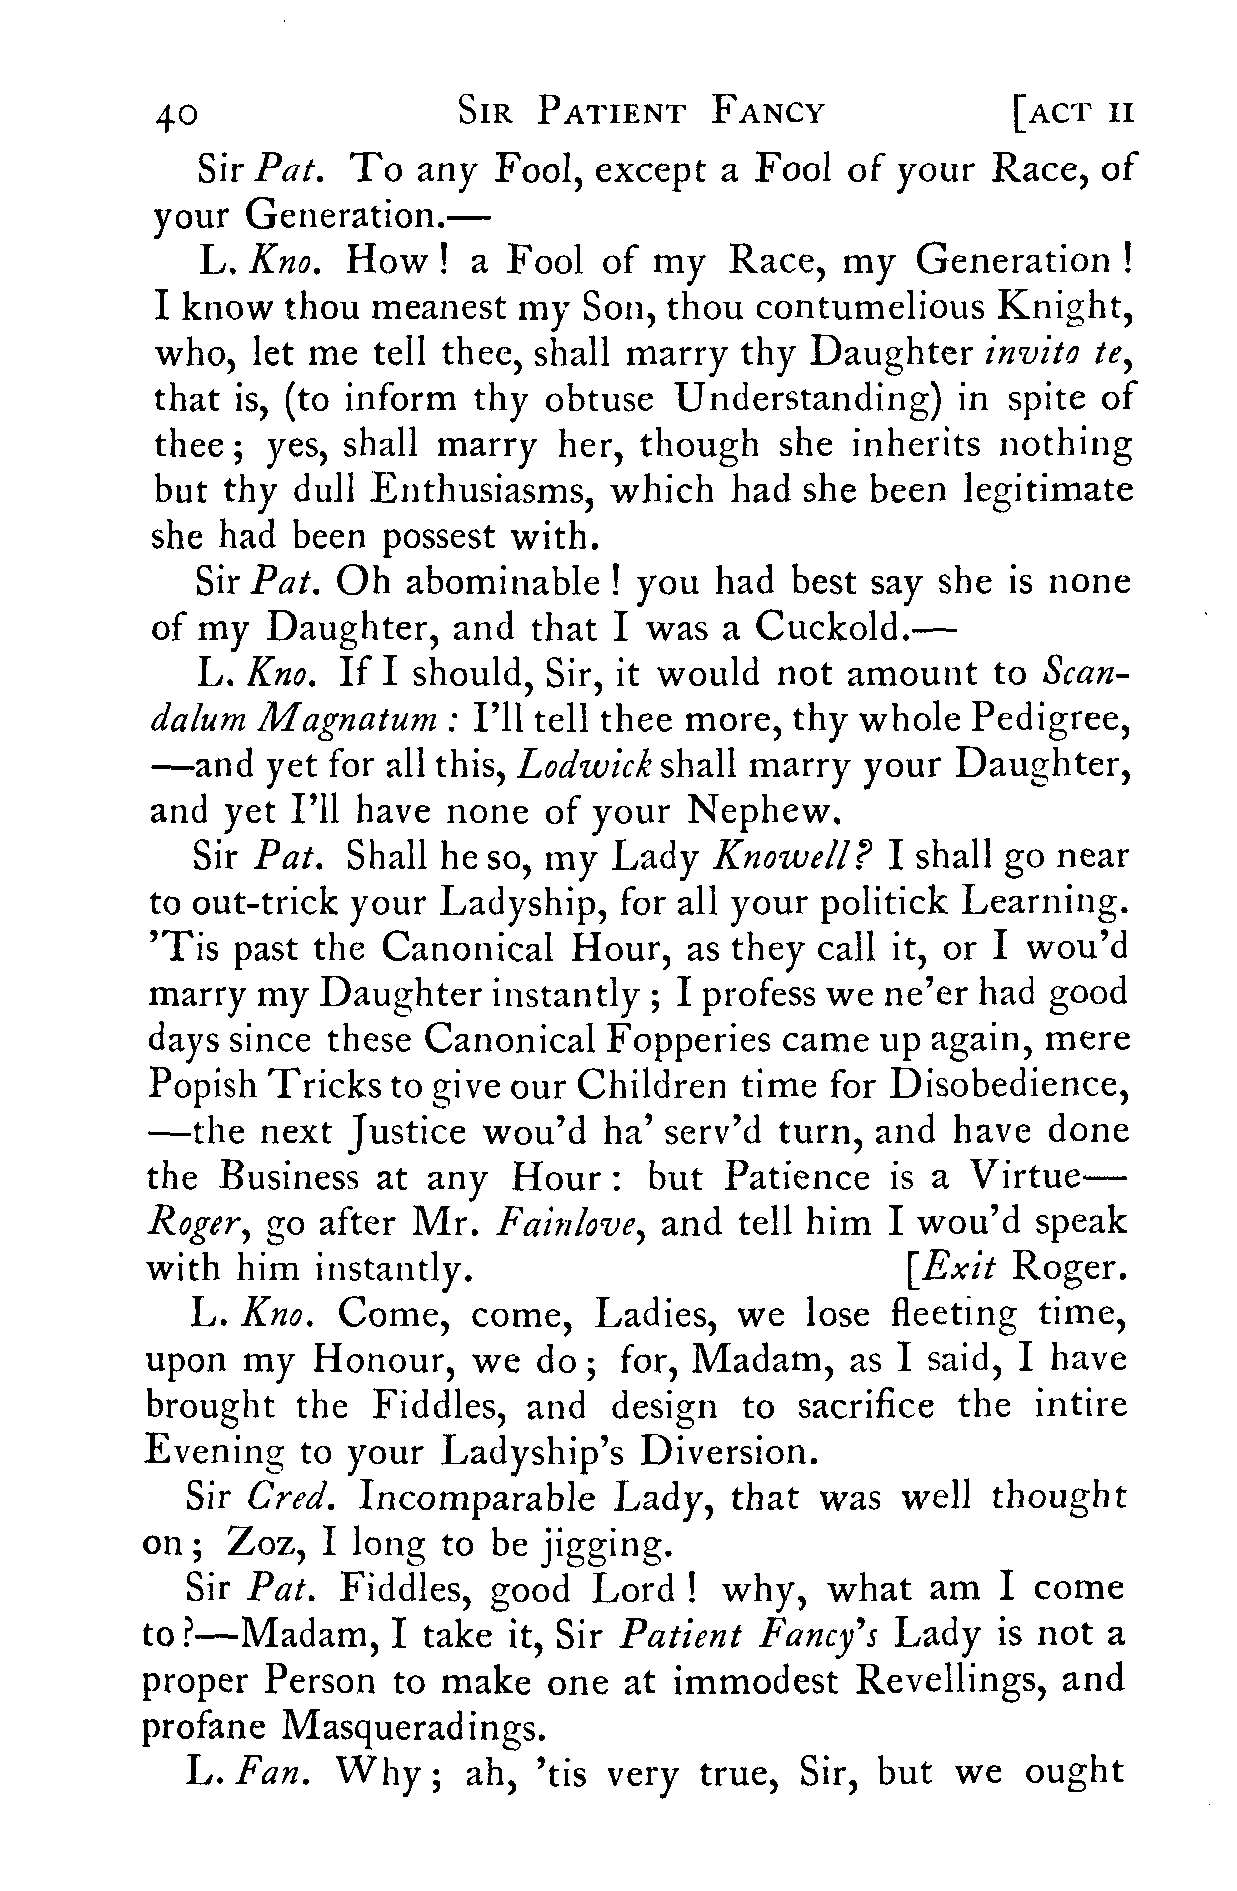 40 SIR PATIENT FANCY [ACT II
Sir Pat. To any Fool, except a Fool of your Race, of
your Generation.—
L. Kno. How! a Fool of my Race, my Generation!
I know thou meanest my Son, thou contumelious Knight,
who, let me tell thee, shall marry thy Daughter invito te,
that is, (to inform thy obtuse Understanding) in spite of
thee; yes, shall marry her, though she inherits nothing
but thy dull Enthusiasms, which had she been legitimate
she had been possest with.
Sir Pat. Oh abominable! you had best say she is none
of my Daughter, and that I was a Cuckold.—
L. Kno. If I should, Sir, it would not amount to Scan-
dalum Magnatum: I'll tell thee more, thy whole Pedigree,
—and yet for all this, Lodwick shall marry your Daughter,
and yet I'll have none of your Nephew.
Sir Pat. Shall he so, my Lady Knowell? I shall go near
to out-trick your Ladyship, for all your politick Learning.
'Tis past the Canonical Hour, as they call it, or I wou'd
marry my Daughter instantly; I profess we ne'er had good
days since these Canonical Fopperies came up again, mere
Popish Tricks to give our Children time for Disobedience,
—the next Justice wou'd ha' serv'd turn, and have done
the Business at any Hour: but Patience is a Virtue—
Roger, go after Mr. Fainlove, and tell him I wou'd speak
with him instantly. [Exit Roger.
L. Kno. Come, come, Ladies, we lose fleeting time,
upon my Honour, we do; for, Madam, as I said, I have
brought the Fiddles, and design to sacrifice the intire
Evening to your Ladyship's Diversion.
Sir Cred. Incomparable Lady, that was well thought
on; Zoz, I long to be jigging.
Sir Pat. Fiddles, good Lord! why, what am I come
to?—Madam, I take it, Sir Patient Fancy's Lady is not a
proper Person to make one at immodest Revellings, and
profane Masqueradings.
L. Fan. Why; ah, 'tis very true, Sir, but we ought